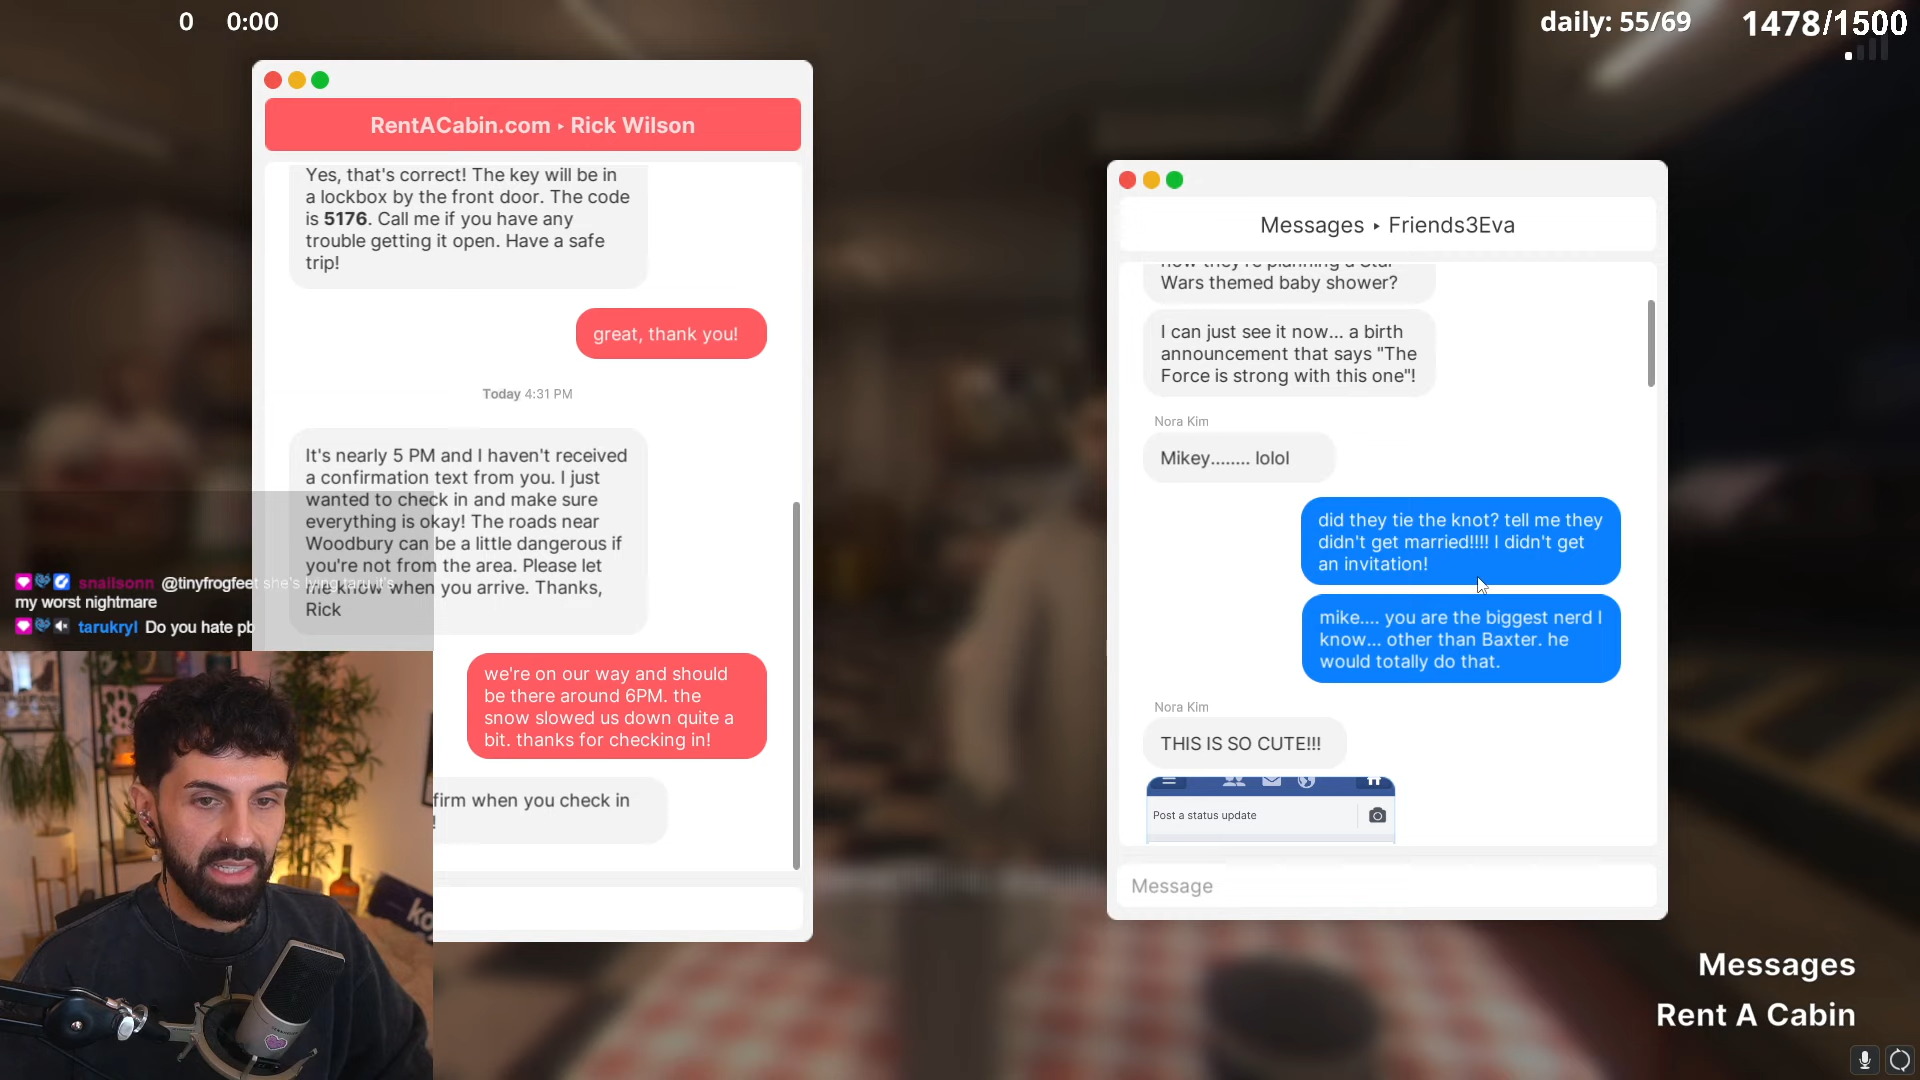 0 0:00
daily: 55/69 1478/1500
RentACabin.com ▸ Rick Wilson
Yes, that's correct! The key will be in
a lockbox by the front door. The code
is 5176. Call me if you have any
trouble getting it open. Have a safe
trip!
great, thank you!
Today 4:31 PM
It's nearly 5 PM and I haven't received
a confirmation text from you. I just
wanted to check in and make sure
everything is okay! The roads near
Woodbury can be a little dangerous if
you're not from the area. Please let
me know when you arrive. Thanks,
Rick
we're on our way and should
be there around 6PM. the
snow slowed us down quite a
bit. thanks for checking in!
firm when you check in
!
snailsonn @tinyfrogfeet she's lying taru it's
my worst nightmare
tarukryl Do you hate pb
Messages ▸ Friends3Eva
how they're planning a Star
Wars themed baby shower?
I can just see it now... a birth
announcement that says "The
Force is strong with this one"!
Nora Kim
Mikey........ lolol
did they tie the knot? tell me they
didn't get married!!!! I didn't get
an invitation!
mike.... you are the biggest nerd I
know... other than Baxter. he
would totally do that.
Nora Kim
THIS IS SO CUTE!!!
Post a status update
Message
Messages
Rent A Cabin